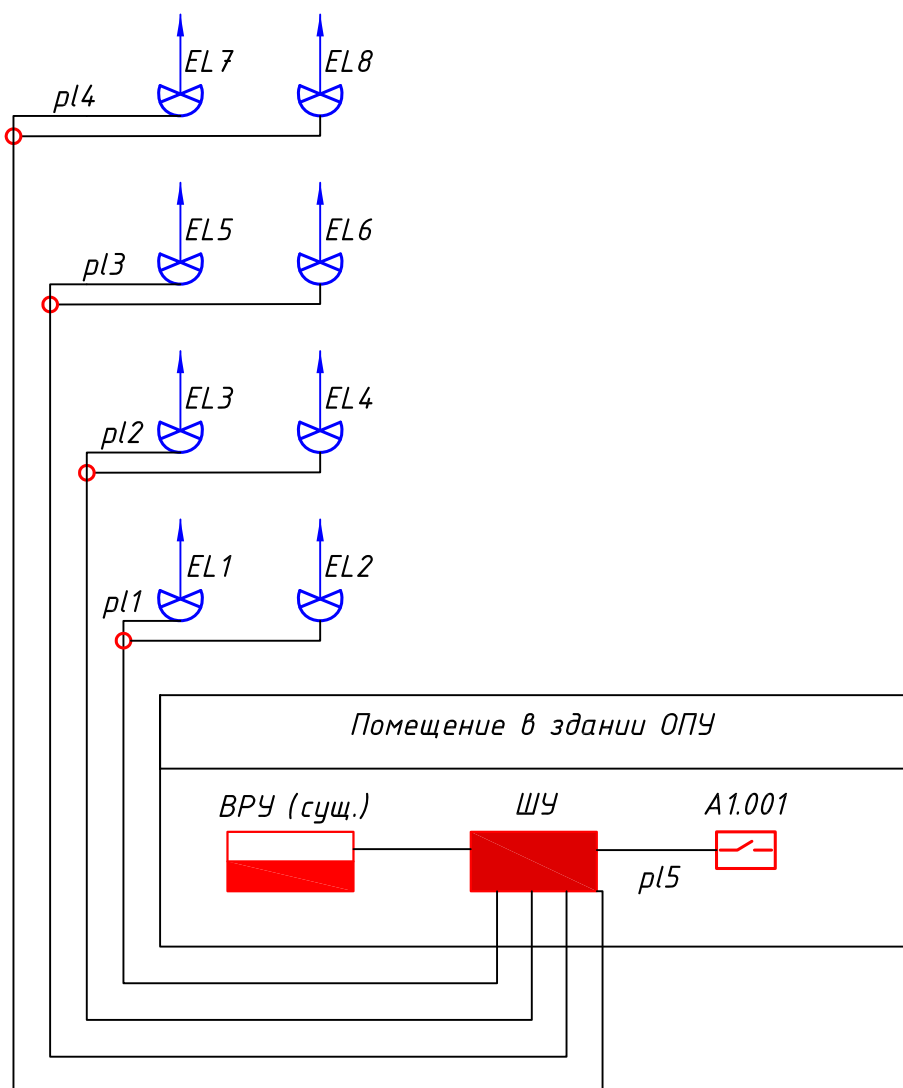 EL7
EL8
pl4
EL5
EL6
pl3
EL3
EL4
pl2
EL1
EL2
pl1
Помещение в здании ОПУ
ВРУ (сущ.)
ШУ
А1.001
pl5